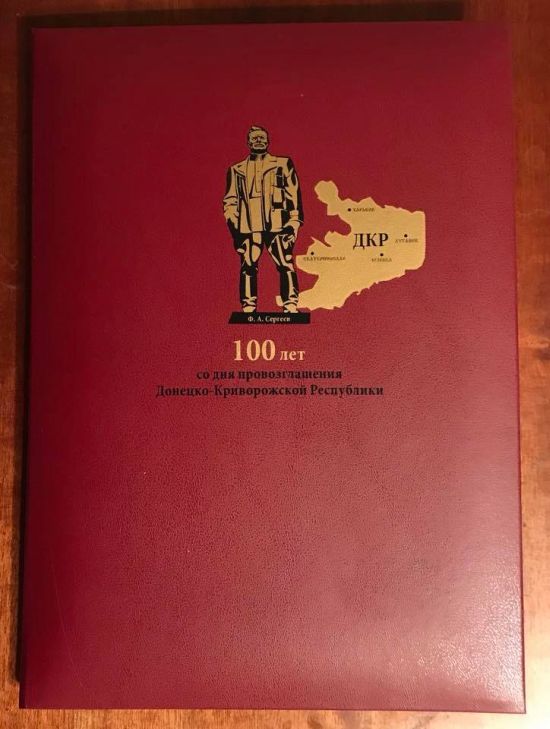 ХАРЬКОВ
ДКР
ЛУГАНСК
ЕКАТЕРИНОСЛАВ
ЮЗОВКА
Ф. А. Сергеев
100 лет
со дня провозглашения
Донецко-Криворожской Республики